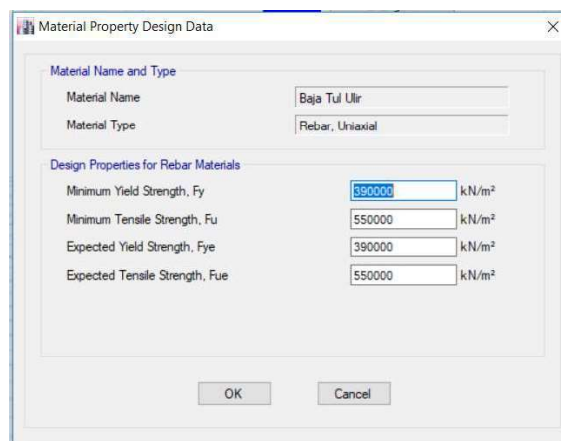 Material Property Design Data
Material Name and Type
Material Name Baja Tul Ulir
Material Type Rebar, Uniaxial
Design Properties for Rebar Materials
Minimum Yield Strength, Fy 390000 kN/m²
Minimum Tensile Strength, Fu 550000 kN/m²
Expected Yield Strength, Fye 390000 kN/m²
Expected Tensile Strength, Fue 550000 kN/m²
OK Cancel